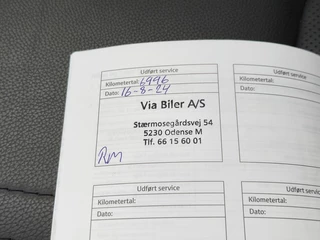 Udført service
Kilometertal: 6996
Dato: 16-8-24
Via Biler A/S
Stærmosegårdsvej 54
5230 Odense M
Tlf. 66 15 60 01
Udført service
Kilometertal:
Dato:
Udført service
Kilometertal:
Dato:
Udført service
Kilometertal:
Dato: